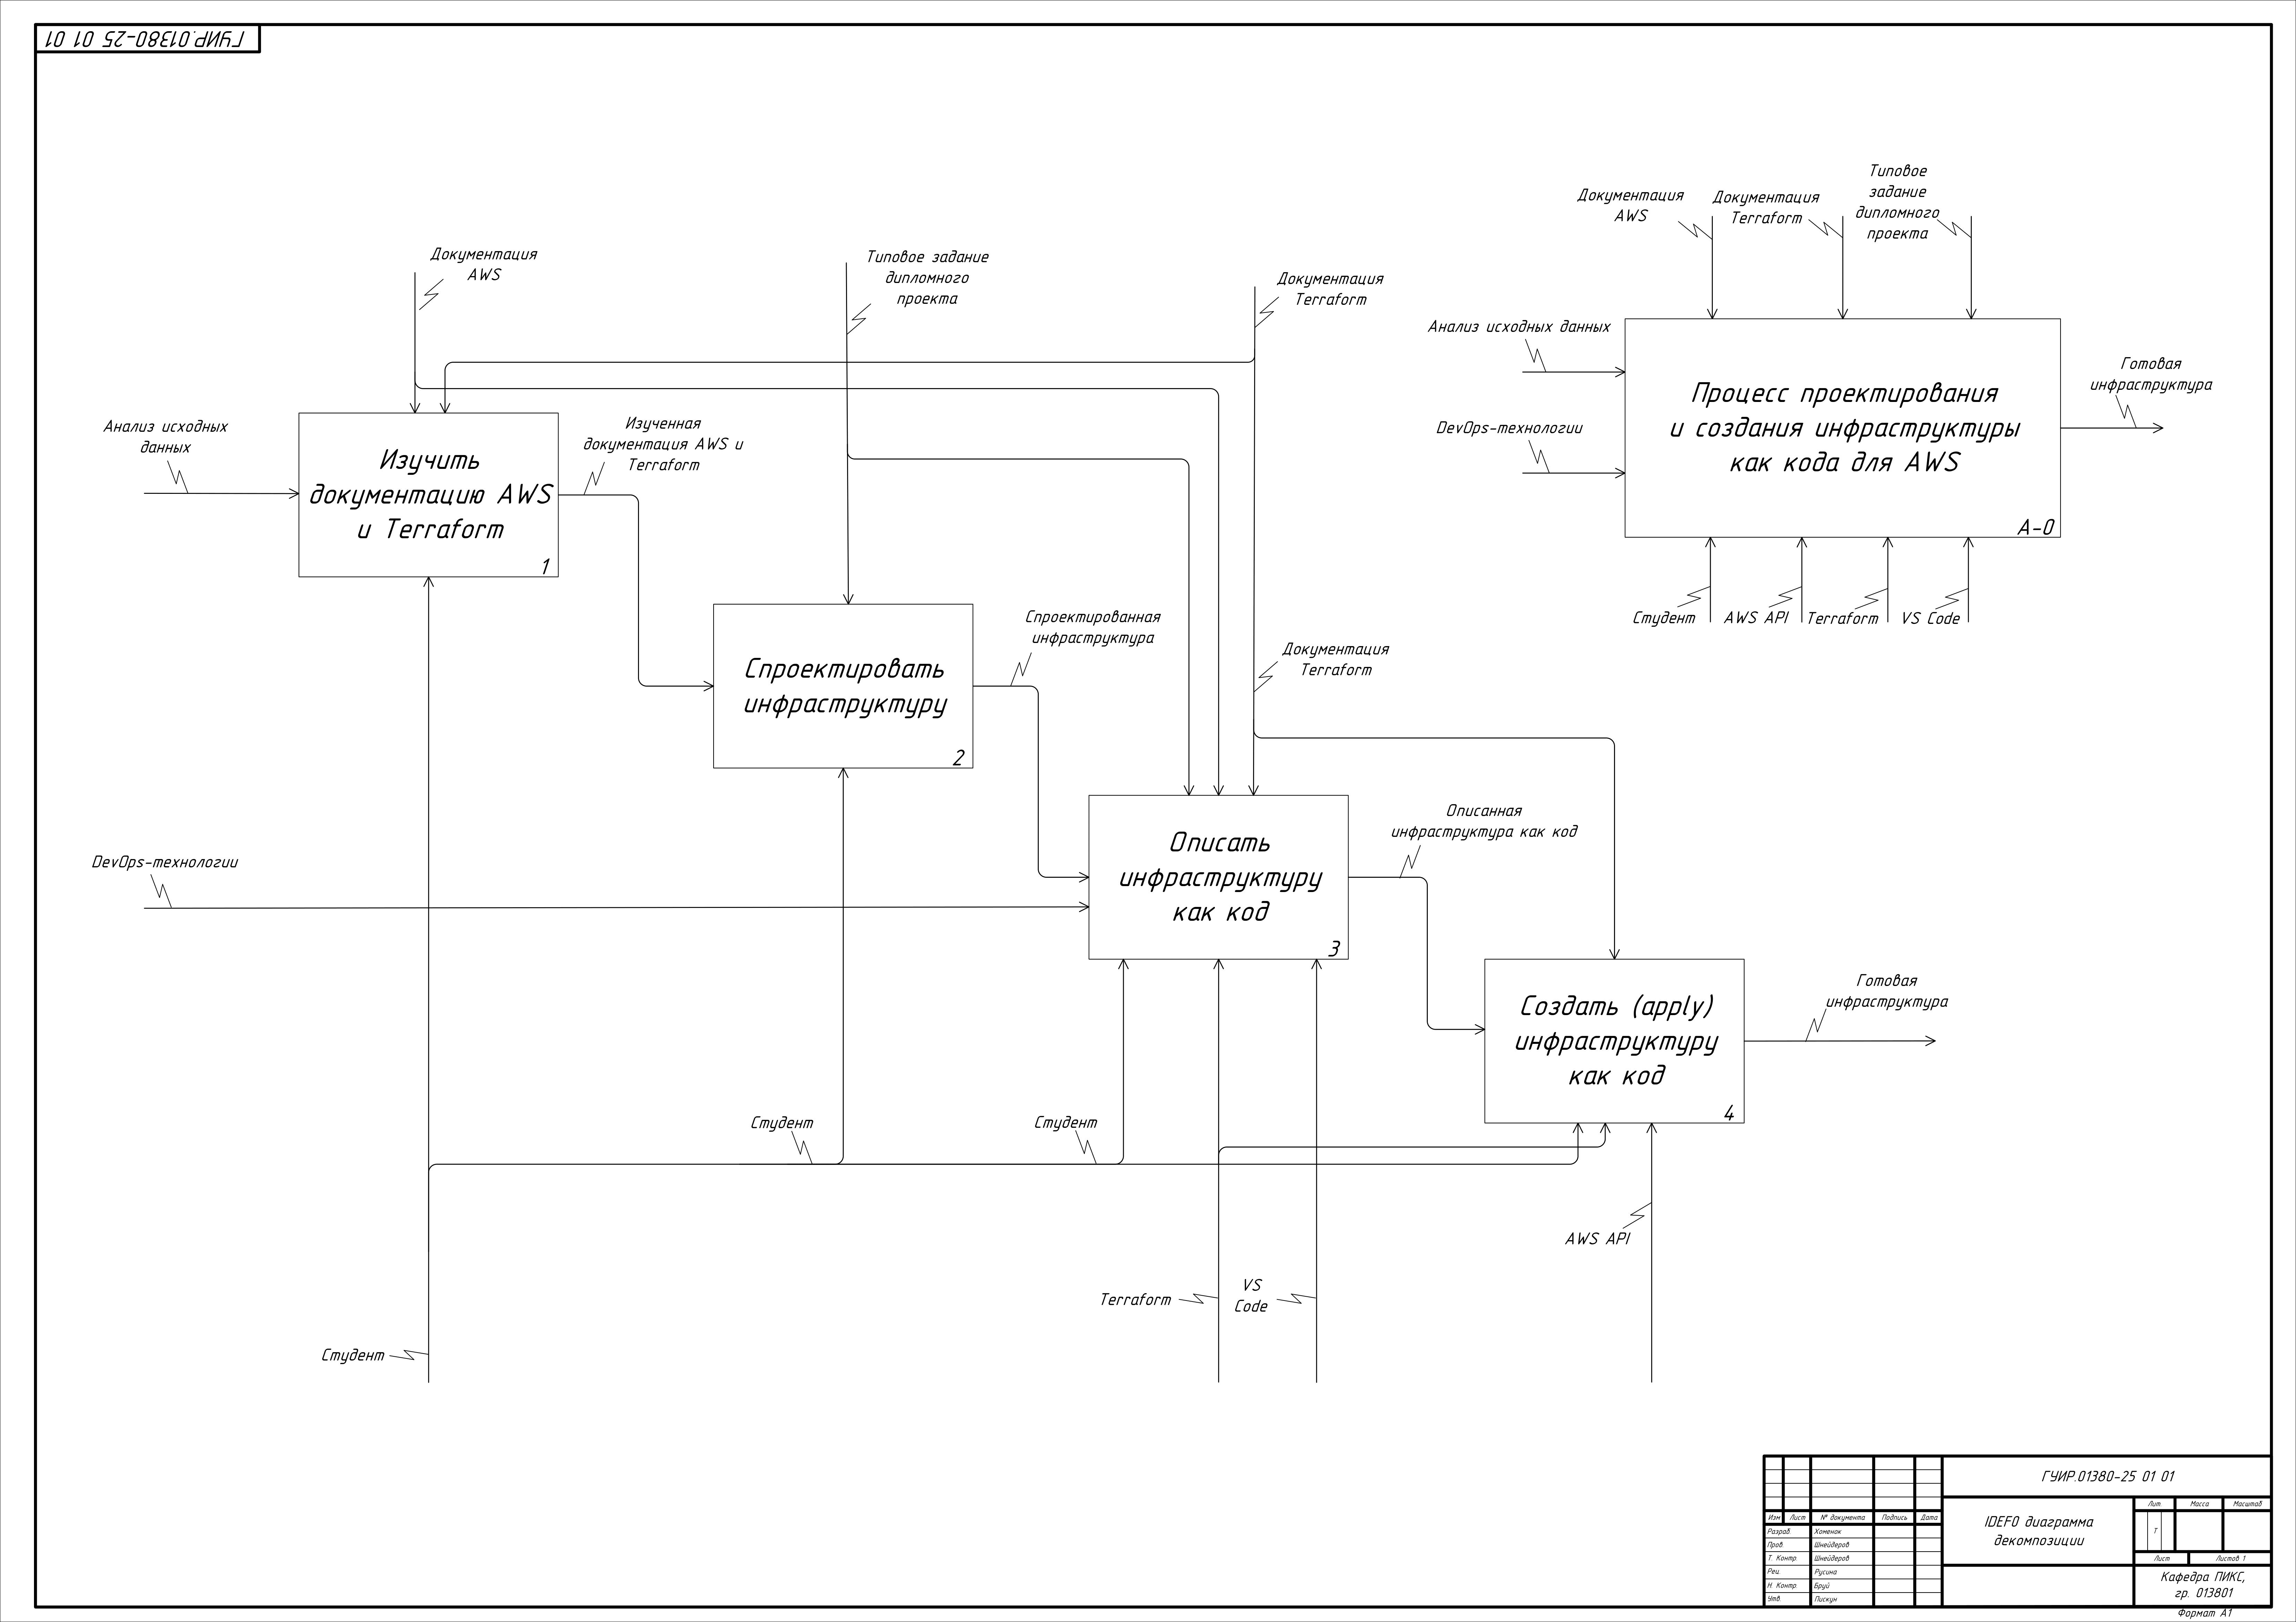 ГУИР.01380-25 01 01
Документация
AWS
Типовое задание
дипломного
проекта
Документация
Terraform
Анализ исходных
данных
Изучить
документацию AWS
и Terraform
1
Изученная
документация AWS и
Terraform
Спроектировать
инфраструктуру
2
Спроектированная
инфраструктура
Документация
Terraform
DevOps-технологии
Описать
инфраструктуру
как код
3
Описанная
инфраструктура как код
Создать (apply)
инфраструктуру
как код
4
Готовая
инфраструктура
Студент
Студент
AWS API
Terraform
VS
Code
Студент
Документация
AWS
Документация
Terraform
Типовое
задание
дипломного
проекта
Анализ исходных данных
DevOps-технологии
Процесс проектирования
и создания инфраструктуры
как кода для AWS
А-0
Готовая
инфраструктура
Студент
AWS API
Terraform
VS Code
ГУИР.01380-25 01 01
IDEF0 диаграмма
декомпозиции
Лит.
Масса
Масштаб
Т
Лист
Листов 1
Кафедра ПИКС,
гр. 013801
Изм
Лист
№ документа
Подпись
Дата
Разраб.
Хоменок
Пров.
Шнейдеров
Т. Контр.
Шнейдеров
Рец.
Русина
Н. Контр.
Бруй
Утв.
Пискун
Формат А1